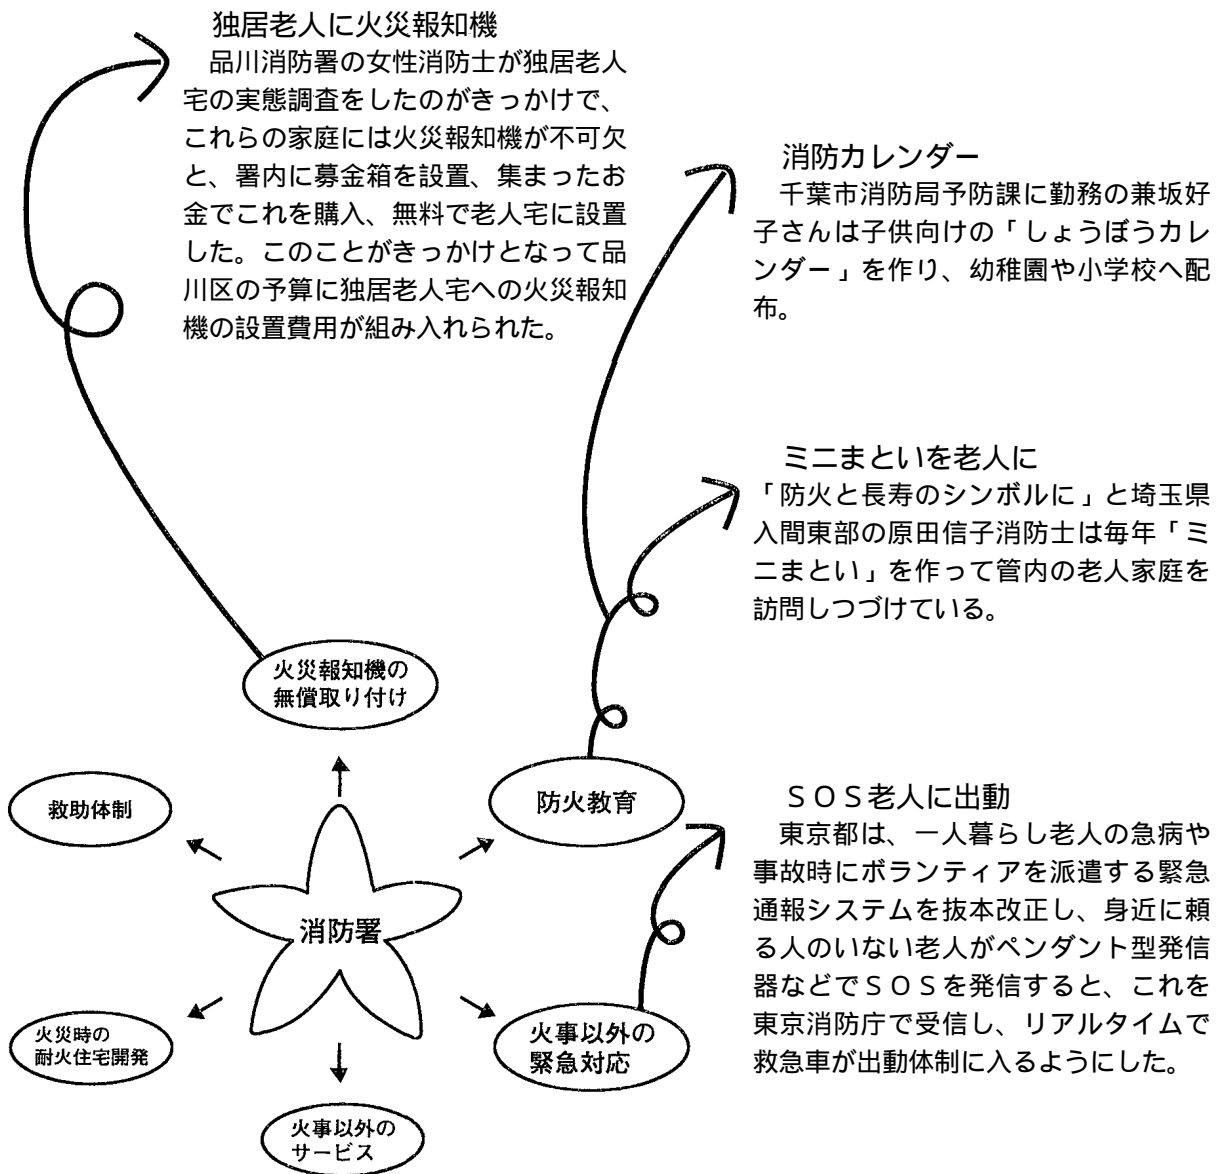 独居老人に火災報知機
品川消防署の女性消防士が独居老人
宅の実態調査をしたのがきっかけで、
これらの家庭には火災報知機が不可欠
と、署内に募金箱を設置、集まったお
金でこれを購入、無料で老人宅に設置
した。このことがきっかけとなって品
川区の予算に独居老人宅への火災報知
機の設置費用が組み入れられた。
消防カレンダー
千葉市消防局予防課に勤務の兼坂好
子さんは子供向けの「しょうぼうカレ
ンダー」を作り、幼稚園や小学校へ配
布。
ミニまといを老人に
「防火と長寿のシンボルに」と埼玉県
入間東部の原田信子消防士は毎年「ミ
ニまとい」を作って管内の老人家庭を
訪問しつづけている。
火災報知機の
無償取り付け
救助体制
防火教育
消防署
火災時の
耐火住宅開発
火事以外の
緊急対応
火事以外の
サービス
ＳＯＳ老人に出動
東京都は、一人暮らし老人の急病や
事故時にボランティアを派遣する緊急
通報システムを抜本改正し、身近に頼
る人のいない老人がペンダント型発信
器などでＳＯＳを発信すると、これを
東京消防庁で受信し、リアルタイムで
救急車が出動体制に入るようにした。